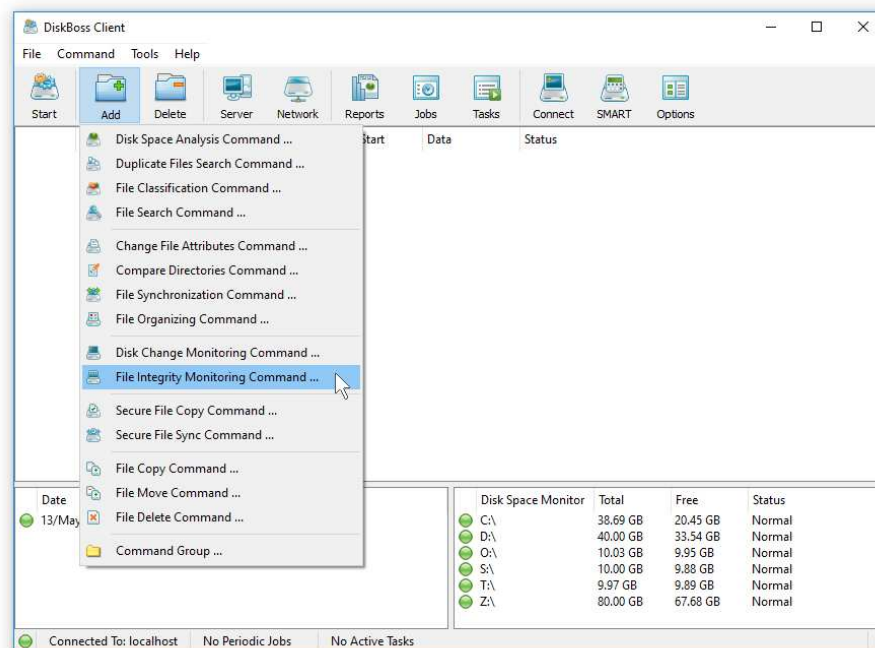 DiskBoss Client
File Command Tools Help
Start Add Delete Server Network Reports Jobs Tasks Connect SMART Options
Start Data Status
Disk Space Analysis Command ...
Duplicate Files Search Command ...
File Classification Command ...
File Search Command ...
Change File Attributes Command ...
Compare Directories Command ...
File Synchronization Command ...
File Organizing Command ...
Disk Change Monitoring Command ...
File Integrity Monitoring Command ...
Secure File Copy Command ...
Secure File Sync Command ...
File Copy Command ...
File Move Command ...
File Delete Command ...
Command Group ...
Date
13/May
Disk Space Monitor Total Free Status
C:\ 38.69 GB 20.45 GB Normal
D:\ 40.00 GB 33.54 GB Normal
O:\ 10.03 GB 9.95 GB Normal
S:\ 10.00 GB 9.88 GB Normal
T:\ 9.97 GB 9.89 GB Normal
Z:\ 80.00 GB 67.68 GB Normal
Connected To: localhost No Periodic Jobs No Active Tasks